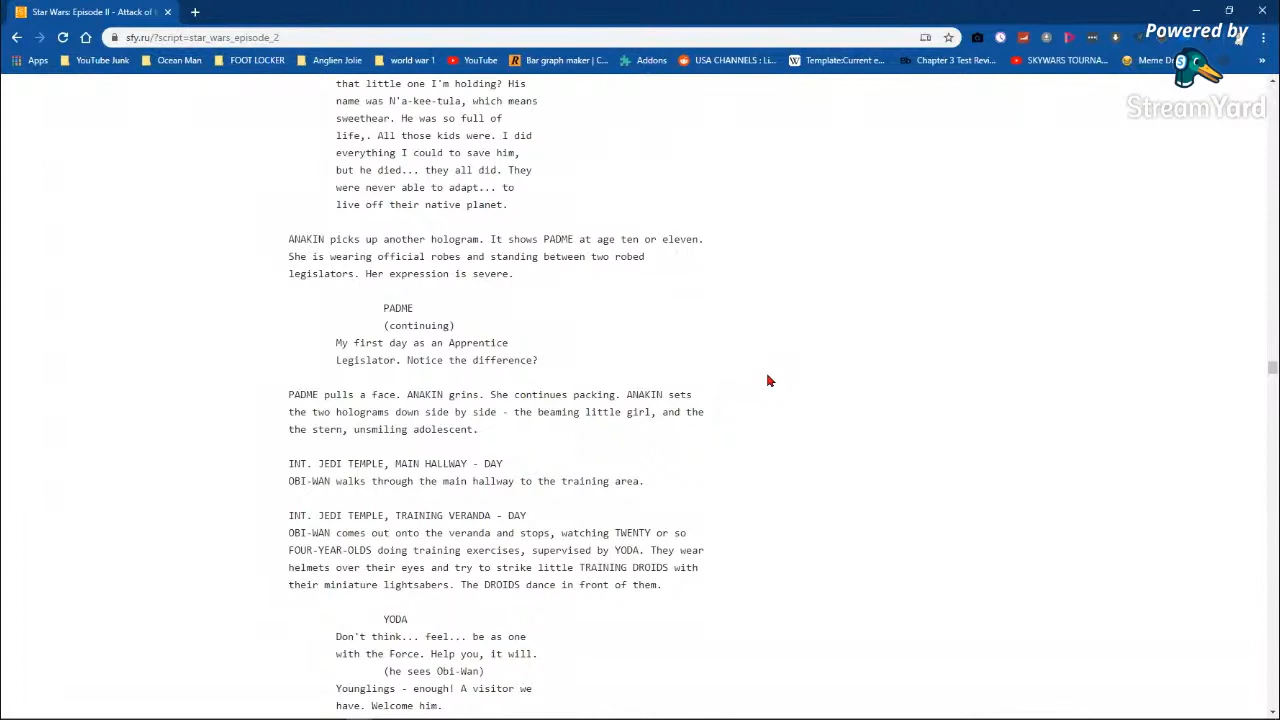 Star Wars: Episode II - Attack of
sfy.ru/?script=star_wars_episode_2
Powered by
Apps YouTube Junk Ocean Man FOOT LOCKER Anglien Jolie world war 1 YouTube Bar graph maker | C... Addons USA CHANNELS : Li... Template:Current e... Chapter 3 Test Revi... SKYWARS TOURNA... Meme De
S
StreamYard
that little one I'm holding? His
name was N'a-kee-tula, which means
sweethear. He was so full of
life,. All those kids were. I did
everything I could to save him,
but he died... they all did. They
were never able to adapt... to
live off their native planet.
ANAKIN picks up another hologram. It shows PADME at age ten or eleven.
She is wearing official robes and standing between two robed
legislators. Her expression is severe.
PADME
(continuing)
My first day as an Apprentice
Legislator. Notice the difference?
PADME pulls a face. ANAKIN grins. She continues packing. ANAKIN sets
the two holograms down side by side - the beaming little girl, and the
the stern, unsmiling adolescent.
INT. JEDI TEMPLE, MAIN HALLWAY - DAY
OBI-WAN walks through the main hallway to the training area.
INT. JEDI TEMPLE, TRAINING VERANDA - DAY
OBI-WAN comes out onto the veranda and stops, watching TWENTY or so
FOUR-YEAR-OLDS doing training exercises, supervised by YODA. They wear
helmets over their eyes and try to strike little TRAINING DROIDS with
their miniature lightsabers. The DROIDS dance in front of them.
YODA
Don't think... feel... be as one
with the Force. Help you, it will.
(he sees Obi-Wan)
Younglings - enough! A visitor we
have. Welcome him.